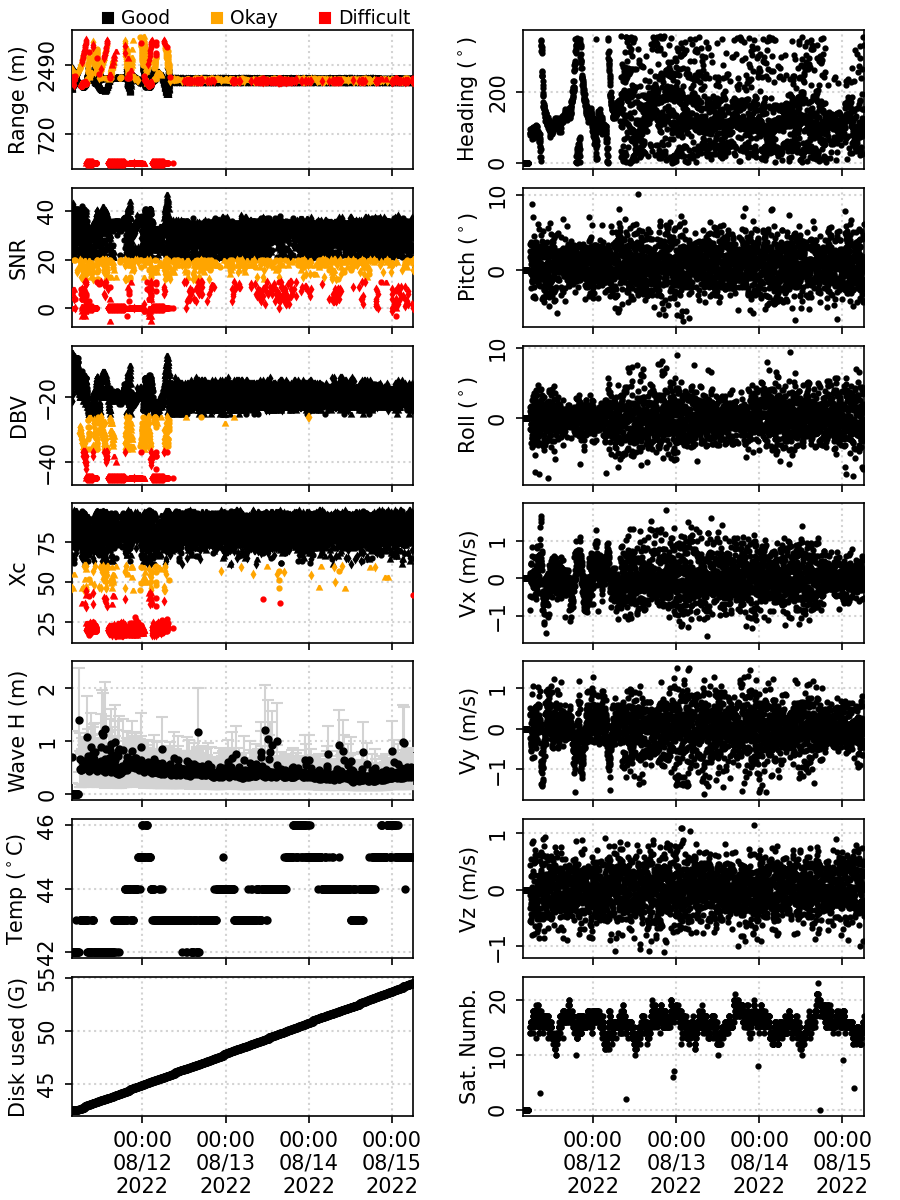 Good Okay Difficult
Range (m)
2490
720
Heading (°)
200
0
SNR
40
20
0
Pitch (°)
10
0
DBV
−20
−40
Roll (°)
10
0
Xc
75
50
25
Vx (m/s)
1
0
−1
Wave H (m)
2
1
0
Vy (m/s)
1
0
−1
Temp (°C)
46
44
42
Vz (m/s)
1
0
−1
Disk used (G)
55
50
45
Sat. Numb.
20
10
0
00:00 00:00 00:00 00:00
08/12 08/13 08/14 08/15
2022 2022 2022 2022
00:00 00:00 00:00 00:00
08/12 08/13 08/14 08/15
2022 2022 2022 2022